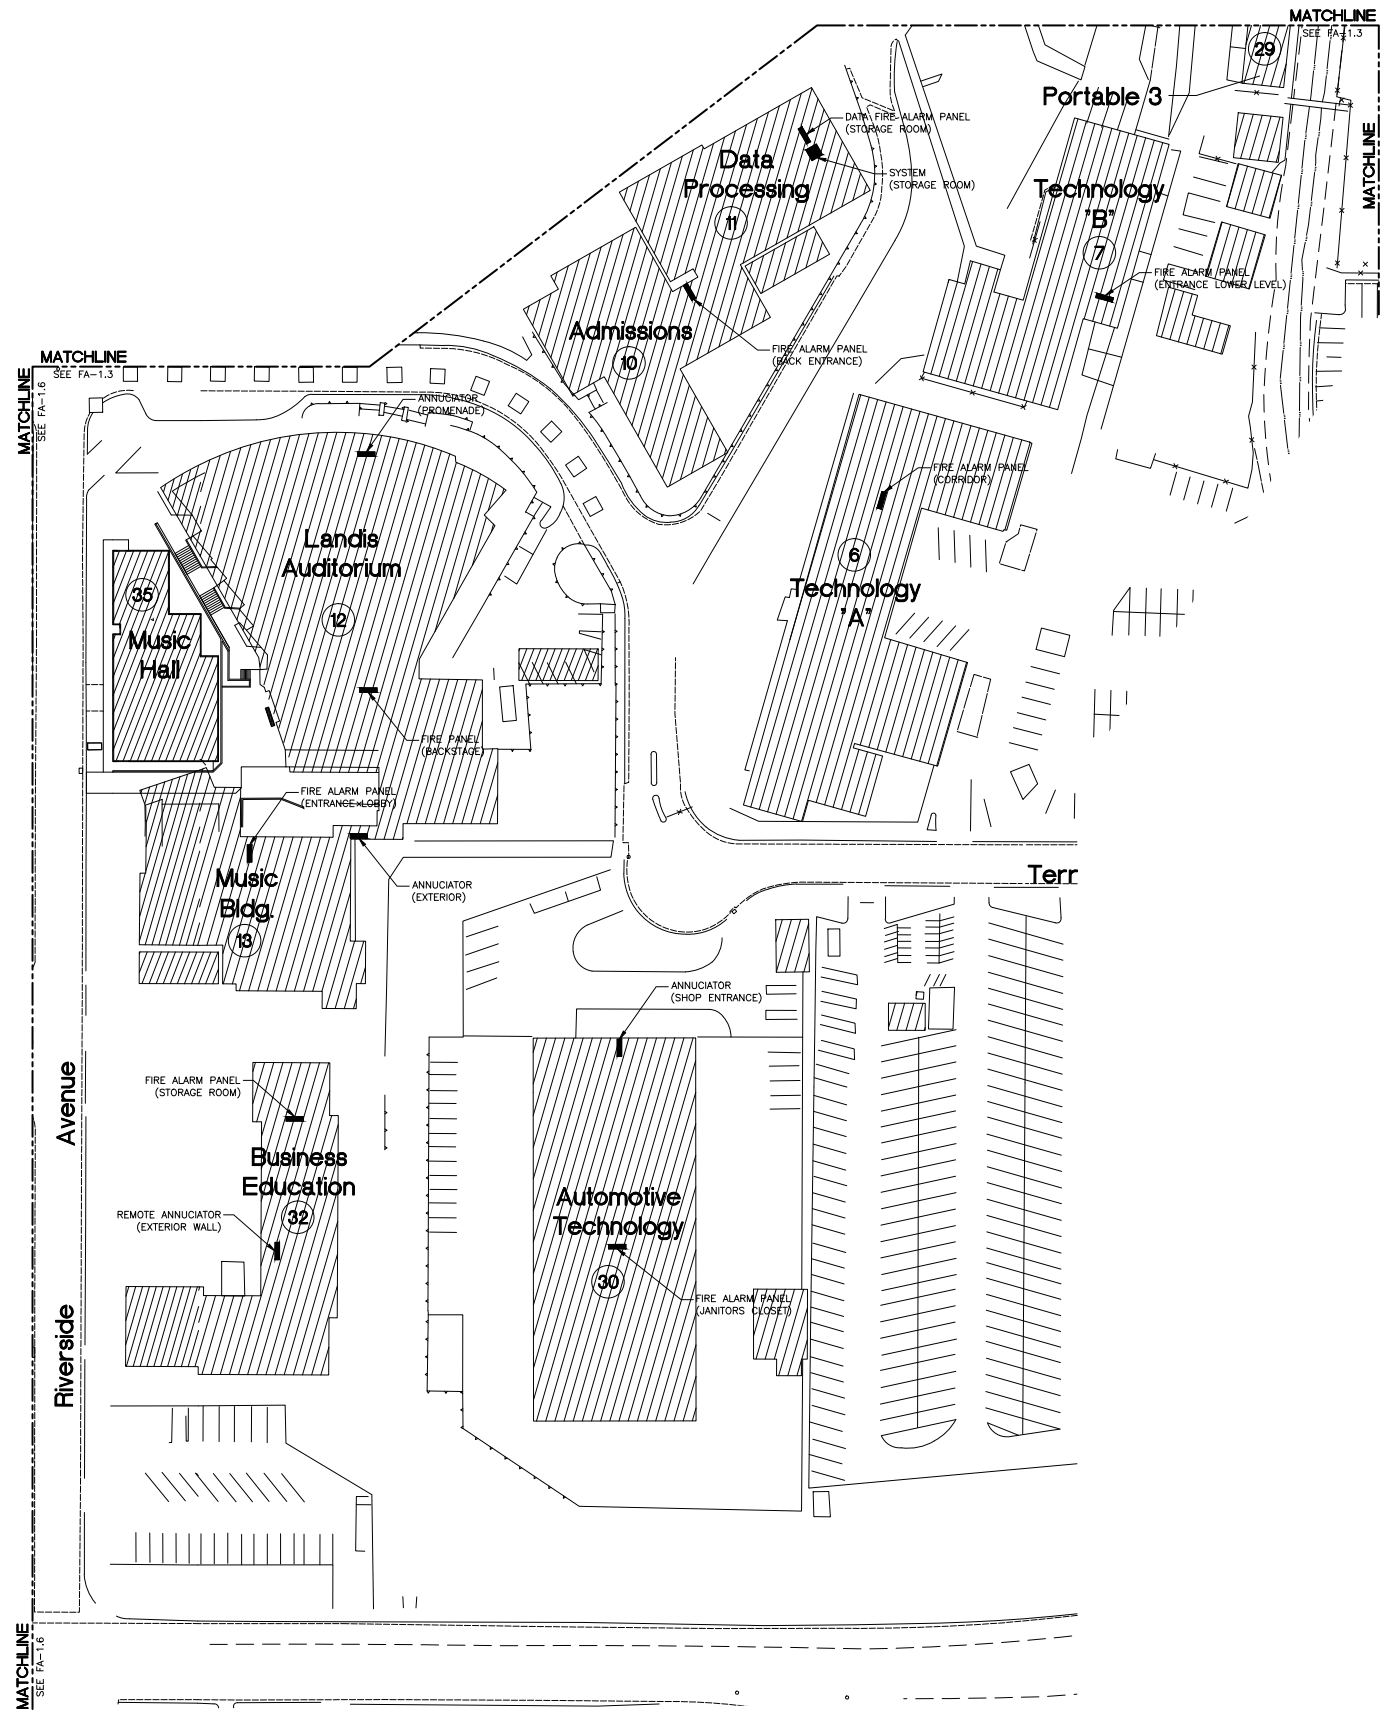 MATCHLINE
SEE FA-1.3
29
Portable 3
MATCHLINE
DATA FIRE ALARM PANEL
(STORAGE ROOM)
Data
Processing
11
SYSTEM
(STORAGE ROOM)
Technology
"B"
7
FIRE ALARM PANEL
(ENTRANCE LOWER LEVEL)
Admissions
10
FIRE ALARM PANEL
(BACK ENTRANCE)
MATCHLINE
SEE FA-1.3
MATCHLINE
SEE FA-1.6
ANNUCIATOR
(PROMENADE)
FIRE ALARM PANEL
(CORRIDOR)
Landis
Auditorium
12
6
Technology
"A"
35
Music
Hall
FIRE PANEL
(BACKSTAGE)
FIRE ALARM PANEL
(ENTRANCE LOBBY)
Music
Bldg.
13
ANNUCIATOR
(EXTERIOR)
Terr
ANNUCIATOR
(SHOP ENTRANCE)
FIRE ALARM PANEL
(STORAGE ROOM)
Business
Education
32
REMOTE ANNUCIATOR
(EXTERIOR WALL)
Automotive
Technology
30
FIRE ALARM PANEL
(JANITORS CLOSET)
Riverside Avenue
MATCHLINE
SEE FA-1.6